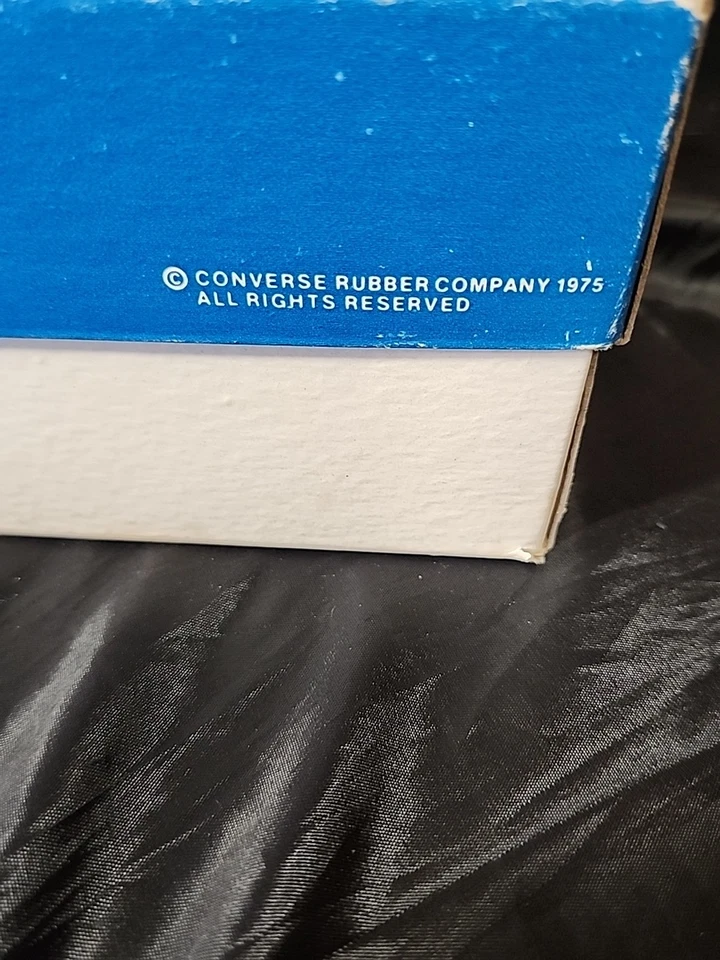 © CONVERSE RUBBER COMPANY 1975
ALL RIGHTS RESERVED